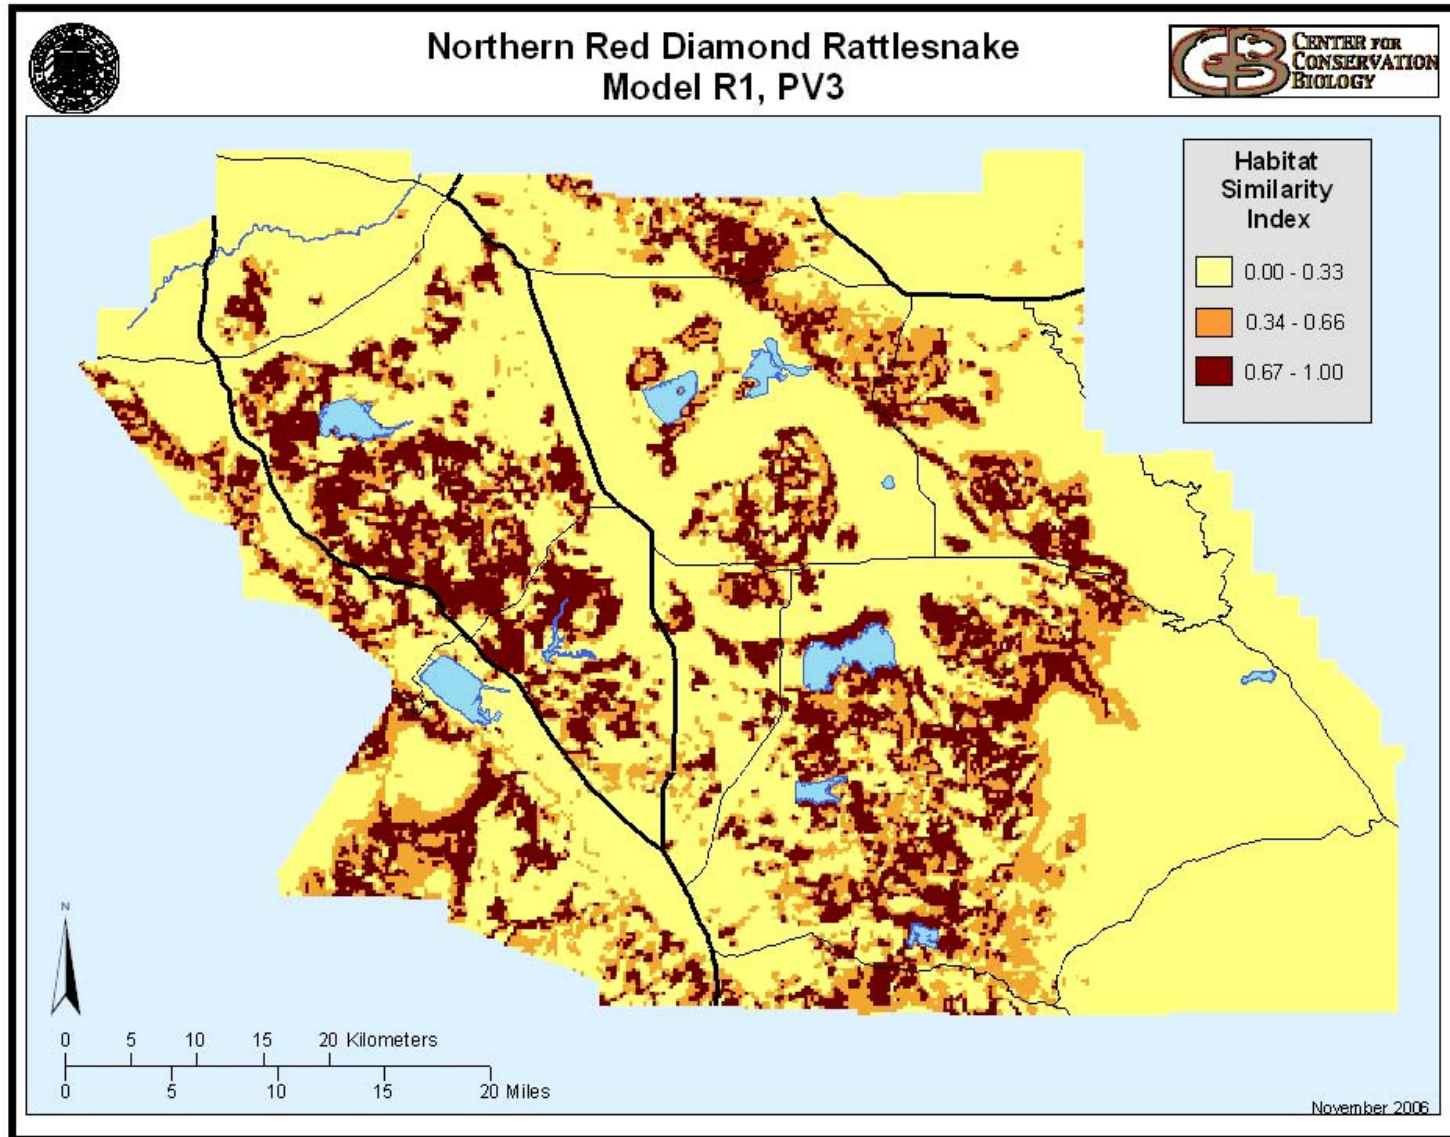 Northern Red Diamond Rattlesnake
Model R1, PV3
CENTER FOR
CONSERVATION
BIOLOGY
Habitat
Similarity
Index
0.00 - 0.33
0.34 - 0.66
0.67 - 1.00
N
0 5 10 15 20 Kilometers
0 5 10 15 20 Miles
November 2006